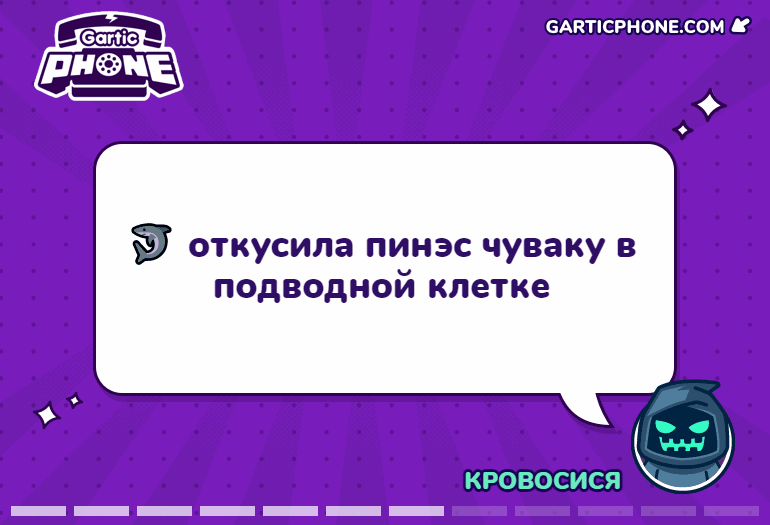 Gartic
PHONE
GARTICPHONE.COM
откусила пинэс чуваку в
подводной клетке
КРОВОСИСЯ